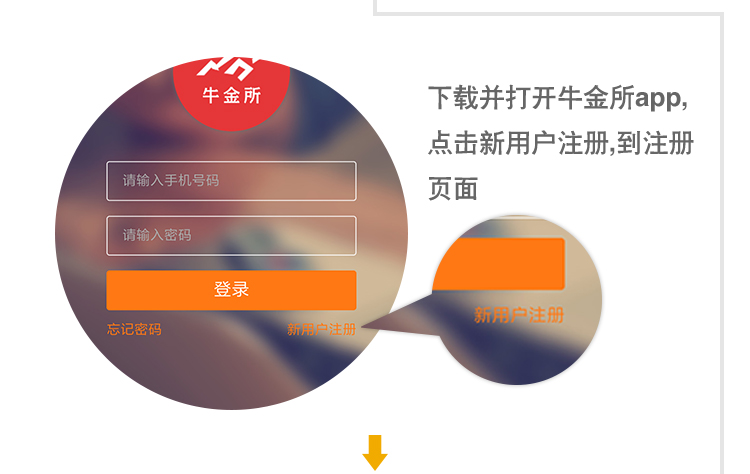 牛金所
请输入手机号码
请输入密码
登录
忘记密码
新用户注册
下载并打开牛金所app,
点击新用户注册,到注册
页面
新用户注册